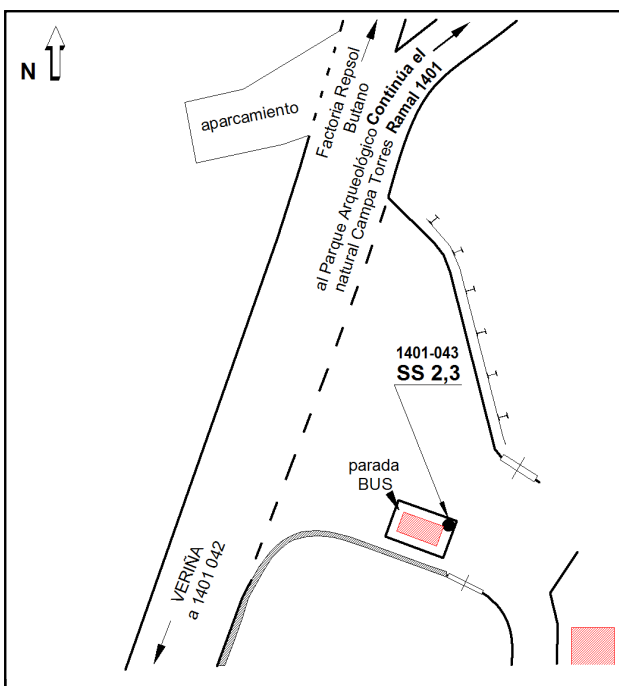 N
aparcamiento
Factoria Repsol
Butano
al Parque Arqueológico
natural Campa Torres
Continúa el
Ramal 1401
1401-043
SS 2,3
parada
BUS
VERIÑA
a 1401 042